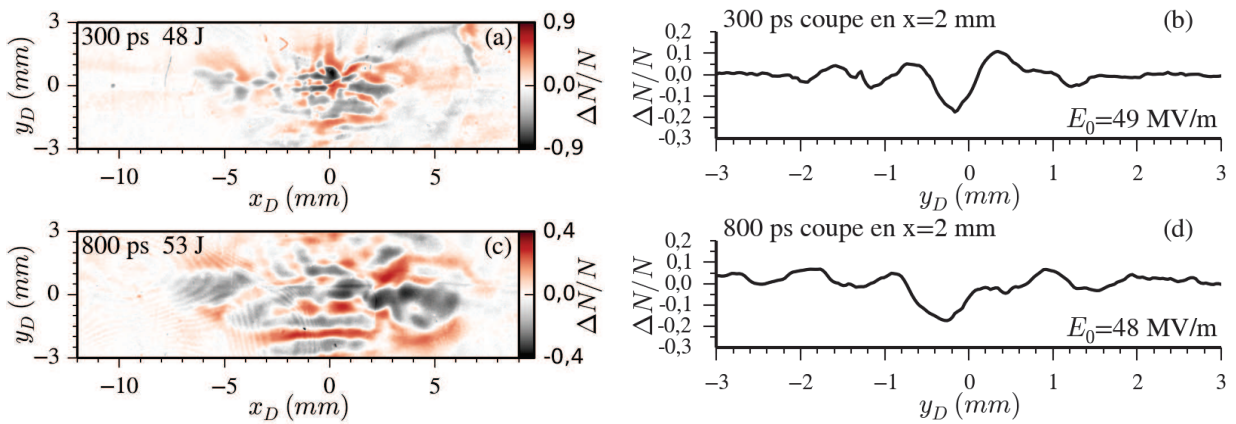 300 ps 48 J (a)
3
0
−3
y_D (mm)
−10 −5 0 5
x_D (mm)
0,9
0.0
-0,9
ΔN/N
300 ps coupe en x=2 mm (b)
0,2
0,1
0,0
-0,1
-0,2
-0,3
ΔN/N
E_0=49 MV/m
−3 −2 −1 0 1 2 3
y_D (mm)
800 ps 53 J (c)
3
0
−3
y_D (mm)
−10 −5 0 5
x_D (mm)
0,4
0.0
-0,4
ΔN/N
800 ps coupe en x=2 mm (d)
0,2
0,1
0,0
-0,1
-0,2
-0,3
ΔN/N
E_0=48 MV/m
−3 −2 −1 0 1 2 3
y_D (mm)